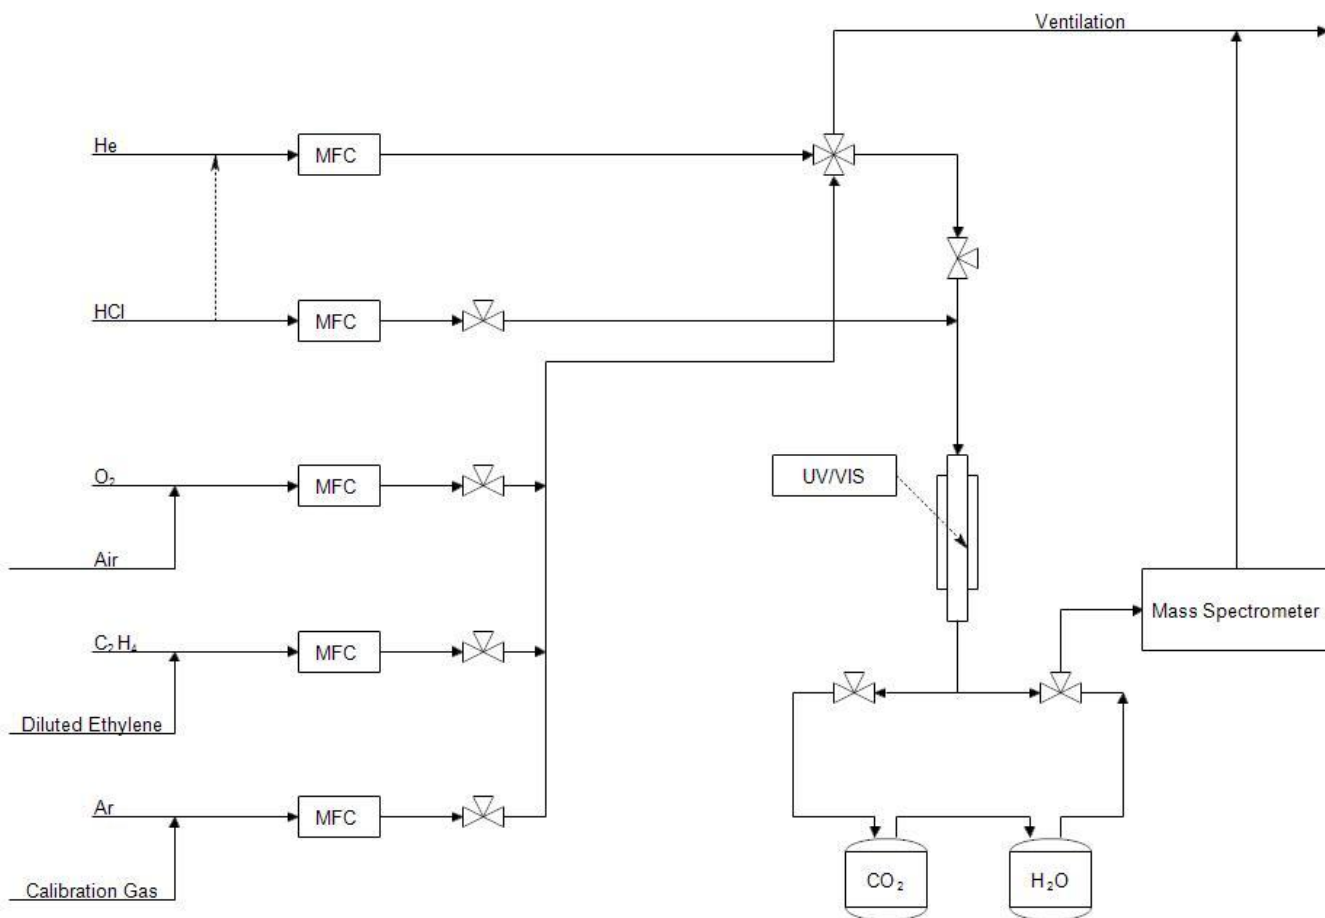 Ventilation
He
MFC
HCl
MFC
O₂
MFC
UV/VIS
Air
C₂H₄
MFC
Mass Spectrometer
Diluted Ethylene
Ar
MFC
CO₂
H₂O
Calibration Gas